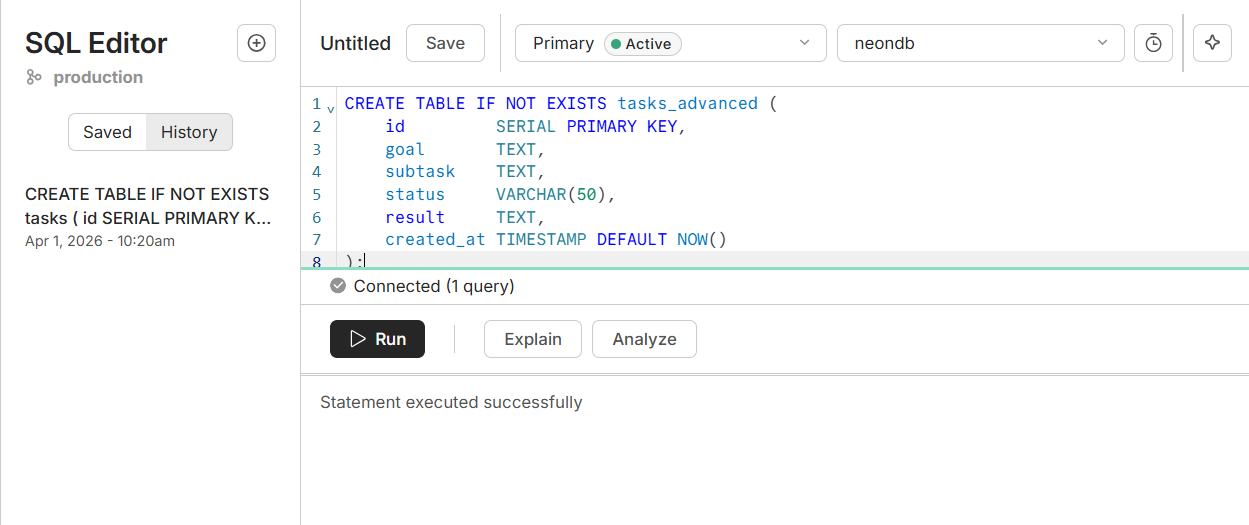 SQL Editor
production
Saved
History
CREATE TABLE IF NOT EXISTS
tasks ( id SERIAL PRIMARY K...
Apr 1, 2026 - 10:20am
Untitled
Save
Primary
Active
neondb
1 CREATE TABLE IF NOT EXISTS tasks_advanced (
2 id SERIAL PRIMARY KEY,
3 goal TEXT,
4 subtask TEXT,
5 status VARCHAR(50),
6 result TEXT,
7 created_at TIMESTAMP DEFAULT NOW()
8 );
Connected (1 query)
Run
Explain
Analyze
Statement executed successfully